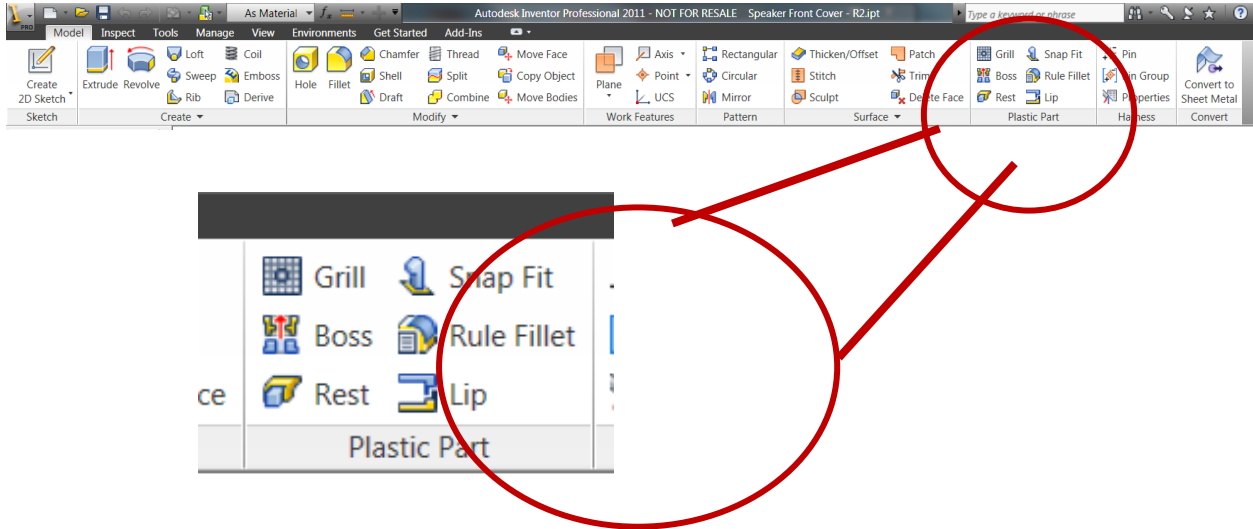 As Material
Autodesk Inventor Professional 2011 - NOT FOR RESALE Speaker Front Cover - R2.ipt
Type a keyword or phrase
PRO
Model Inspect Tools Manage View Environments Get Started Add-Ins
Create
2D Sketch
Sketch
Extrude Revolve
Loft Coil
Sweep Emboss
Rib Derive
Create
Hole Fillet
Chamfer Thread Move Face
Shell Split Copy Object
Draft Combine Move Bodies
Modify
Plane
Axis
Point
UCS
Work Features
Rectangular
Circular
Mirror
Pattern
Thicken/Offset Patch
Stitch Trim
Sculpt Delete Face
Surface
Grill Snap Fit
Boss Rule Fillet
Rest Lip
Plastic Part
Pin
Pin Group
Properties
Harness
Convert to
Sheet Metal
Convert
Grill Snap Fit
Boss Rule Fillet
ce Rest Lip
Plastic Part